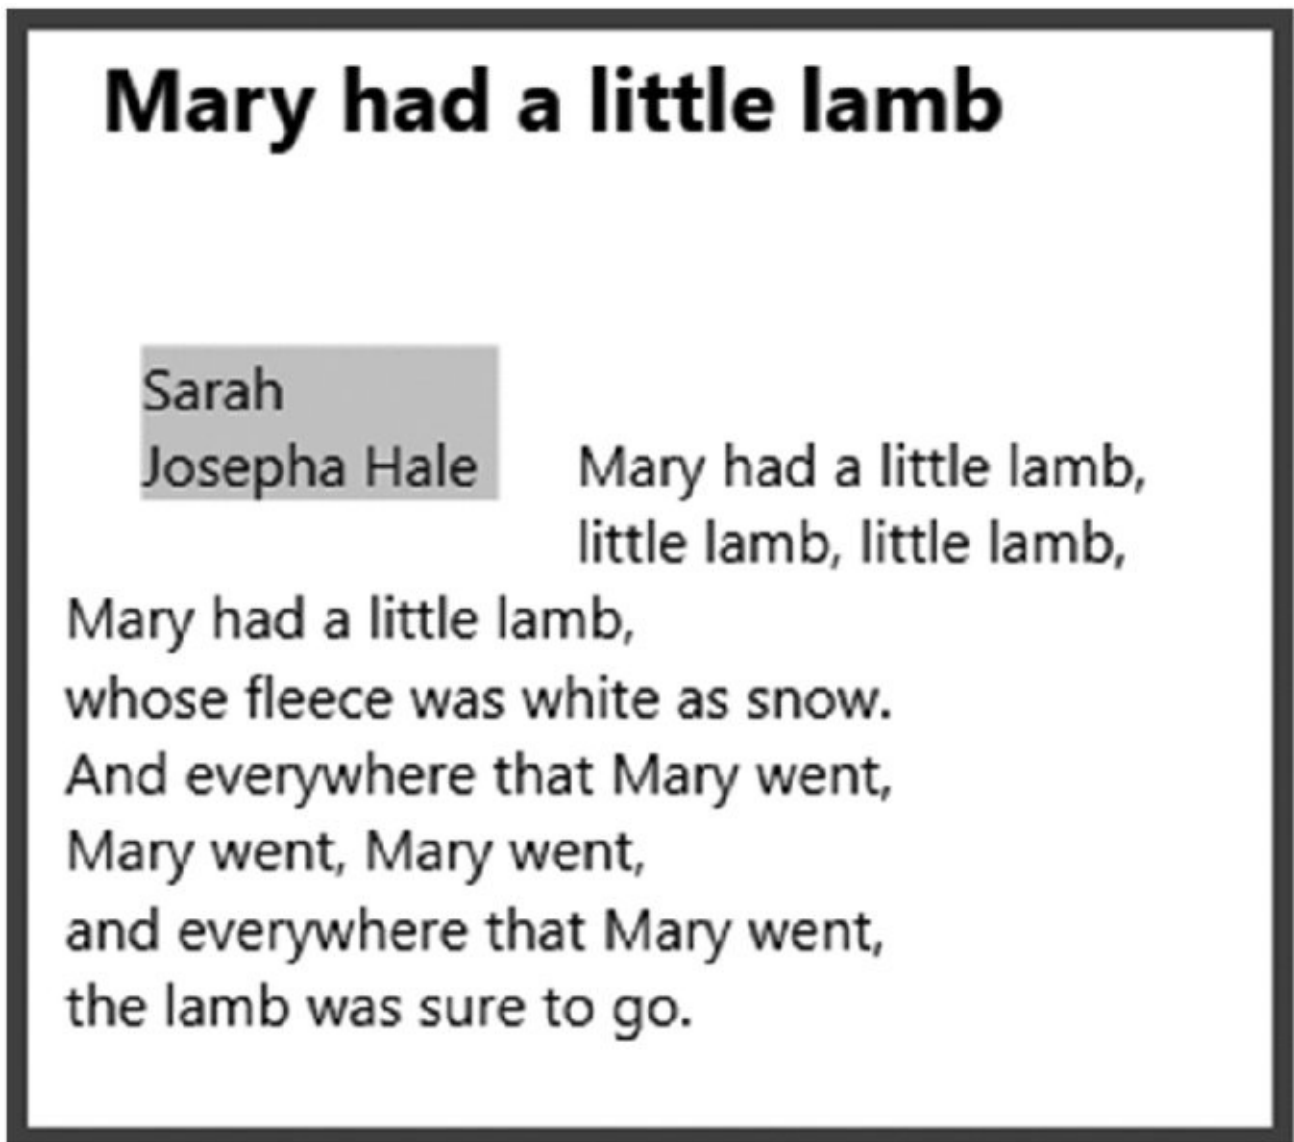 Mary had a little lamb
Sarah
Josepha Hale
Mary had a little lamb,
little lamb, little lamb,
Mary had a little lamb,
whose fleece was white as snow.
And everywhere that Mary went,
Mary went, Mary went,
and everywhere that Mary went,
the lamb was sure to go.